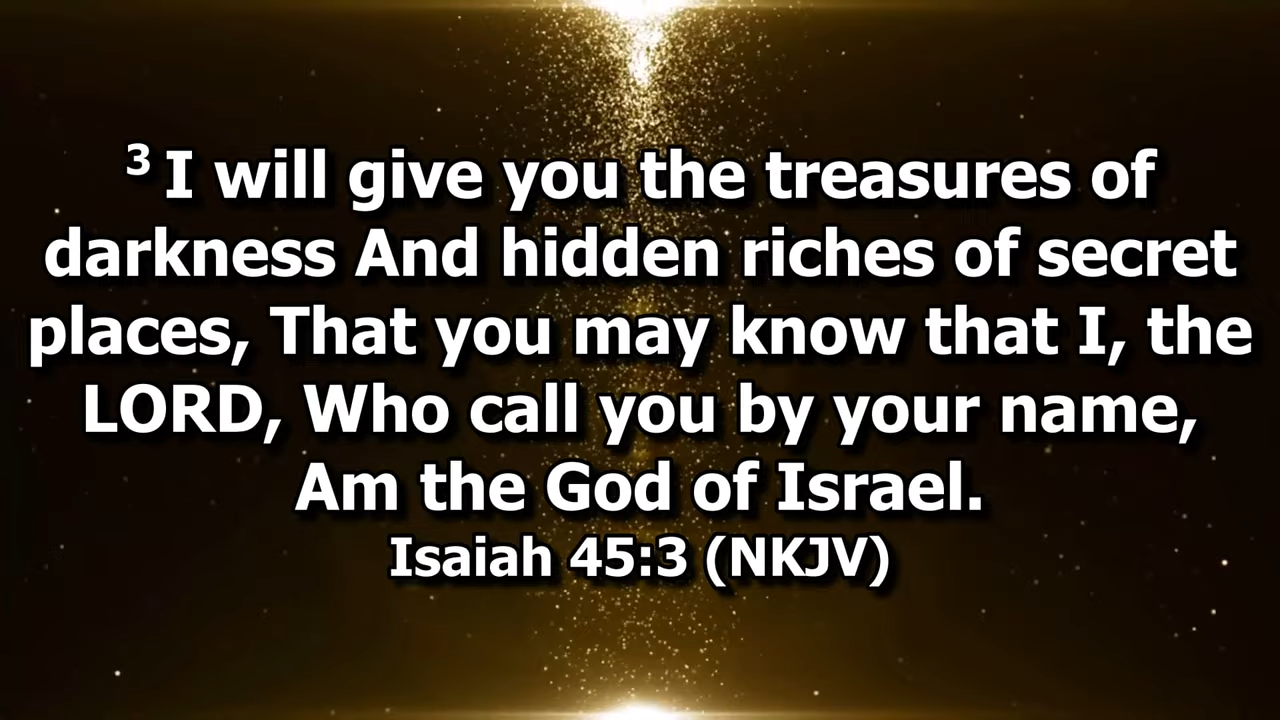 3 I will give you the treasures of
darkness And hidden riches of secret
places, That you may know that I, the
LORD, Who call you by your name,
Am the God of Israel.
Isaiah 45:3 (NKJV)